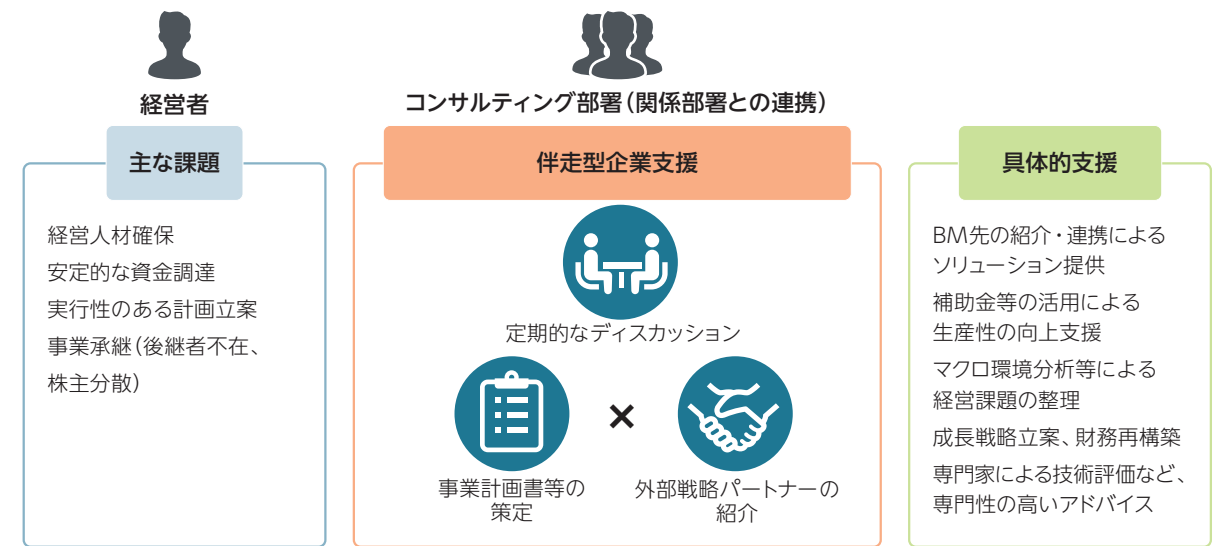 経営者
主な課題
経営人材確保
安定的な資金調達
実行性のある計画立案
事業承継（後継者不在、
株主分散）
コンサルティング部署（関係部署との連携）
伴走型企業支援
定期的なディスカッション
事業計画書等の
策定
×
外部戦略パートナーの
紹介
具体的支援
BM先の紹介・連携による
ソリューション提供
補助金等の活用による
生産性の向上支援
マクロ環境分析等による
経営課題の整理
成長戦略立案、財務再構築
専門家による技術評価など、
専門性の高いアドバイス